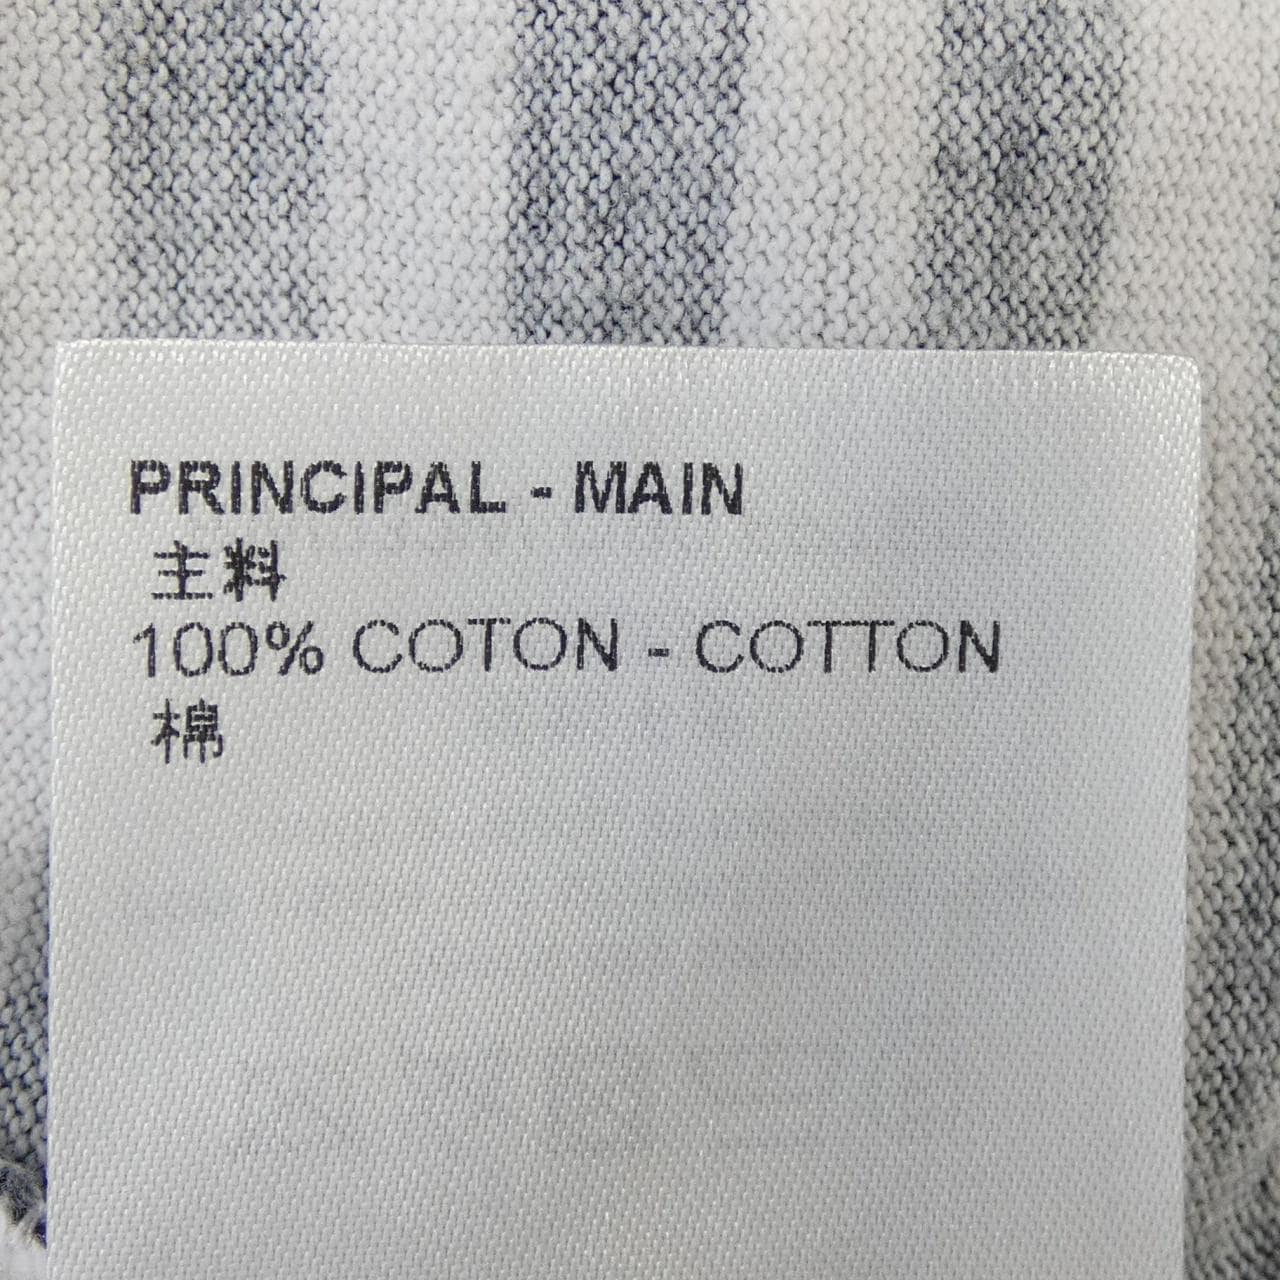 PRINCIPAL - MAIN
主料
100% COTON - COTTON
棉